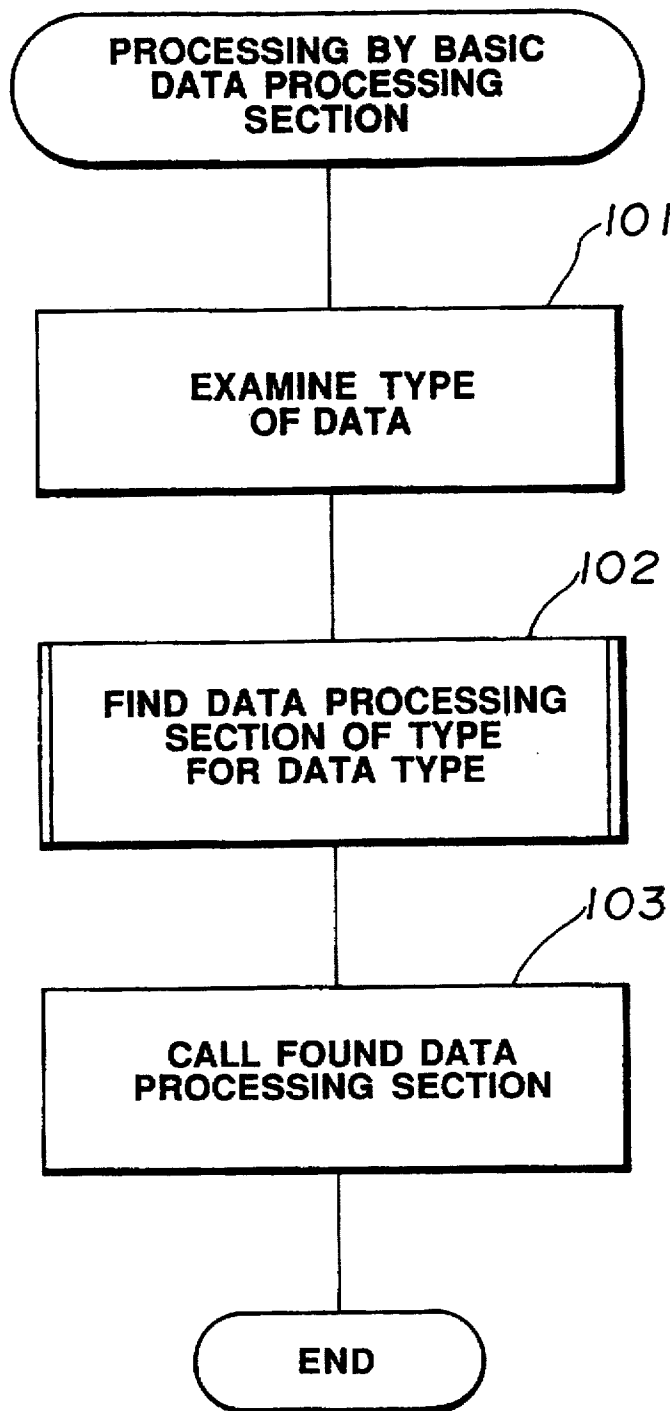 PROCESSING BY BASIC
DATA PROCESSING
SECTION
101
EXAMINE TYPE
OF DATA
102
FIND DATA PROCESSING
SECTION OF TYPE
FOR DATA TYPE
103
CALL FOUND DATA
PROCESSING SECTION
END